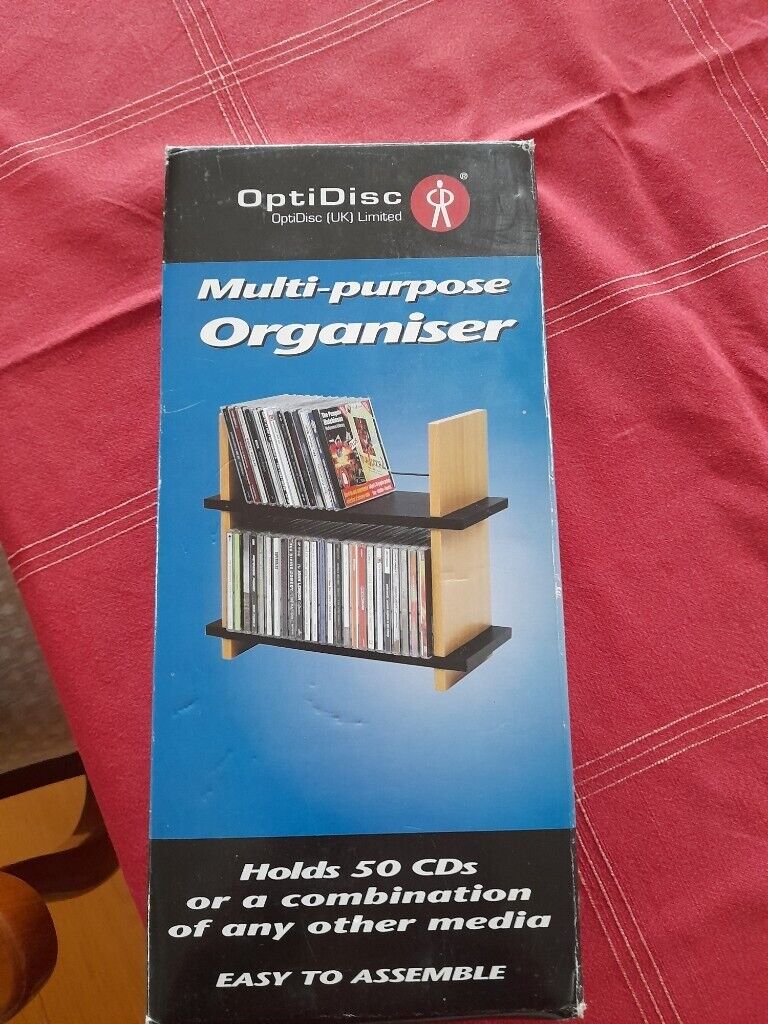 OptiDisc ®
OptiDisc (UK) Limited
Multi-purpose
Organiser
Holds 50 CDs
or a combination
of any other media
EASY TO ASSEMBLE